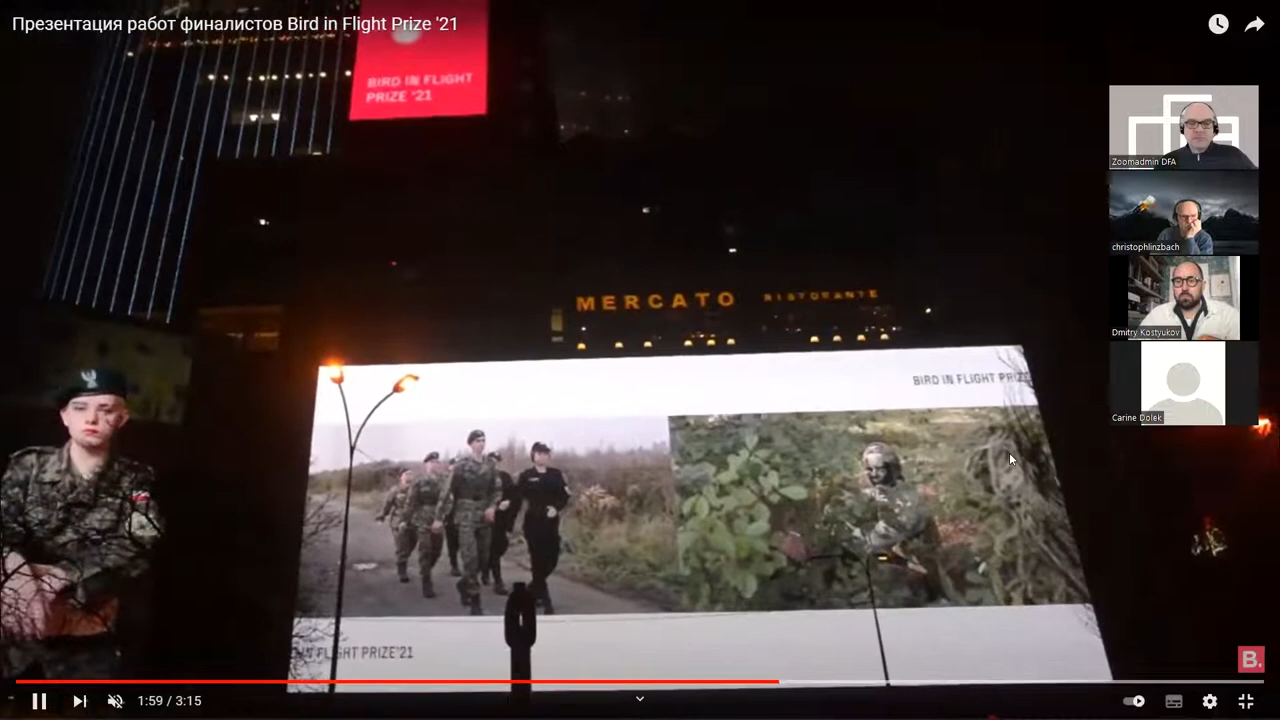 Презентация работ финалистов Bird in Flight Prize '21
BIRD IN FLIGHT
PRIZE '21
Zoomadmin DFA
christophlinzbach
MERCATO RISTORANTE
Dmitry Kostyukov
BIRD IN FLIGHT PRIZE
Carine Dolek
IN FLIGHT PRIZE'21
B.
1:59 / 3:15